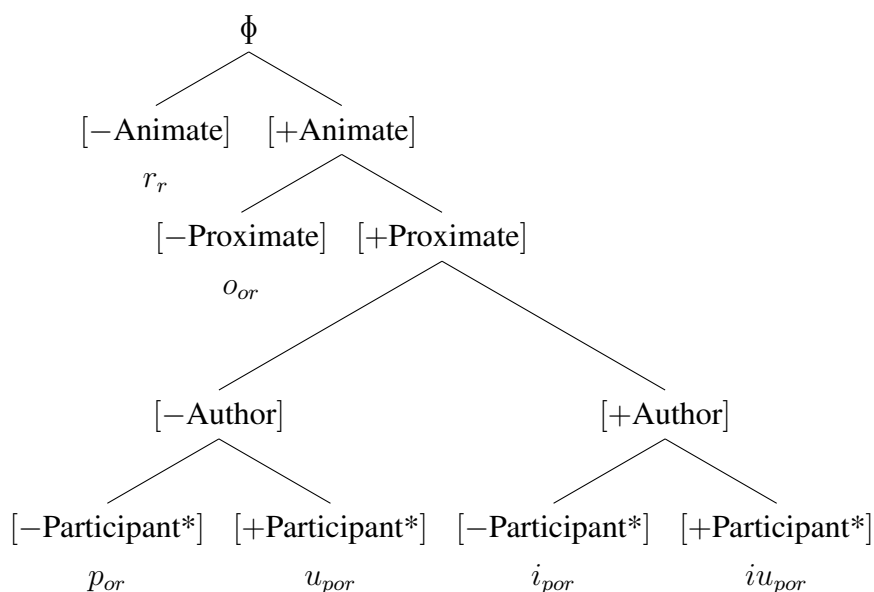 ϕ
[−Animate] [+Animate]
r_r
[−Proximate] [+Proximate]
o_or
[−Author] [+Author]
[−Participant*] [+Participant*] [−Participant*] [+Participant*]
p_or u_por i_por iu_por